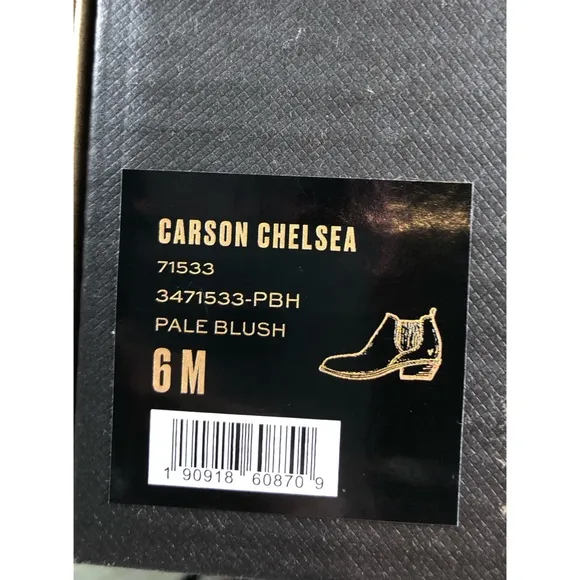 CARSON CHELSEA
71533
3471533-PBH
PALE BLUSH
6 M
1 90918 60870 9